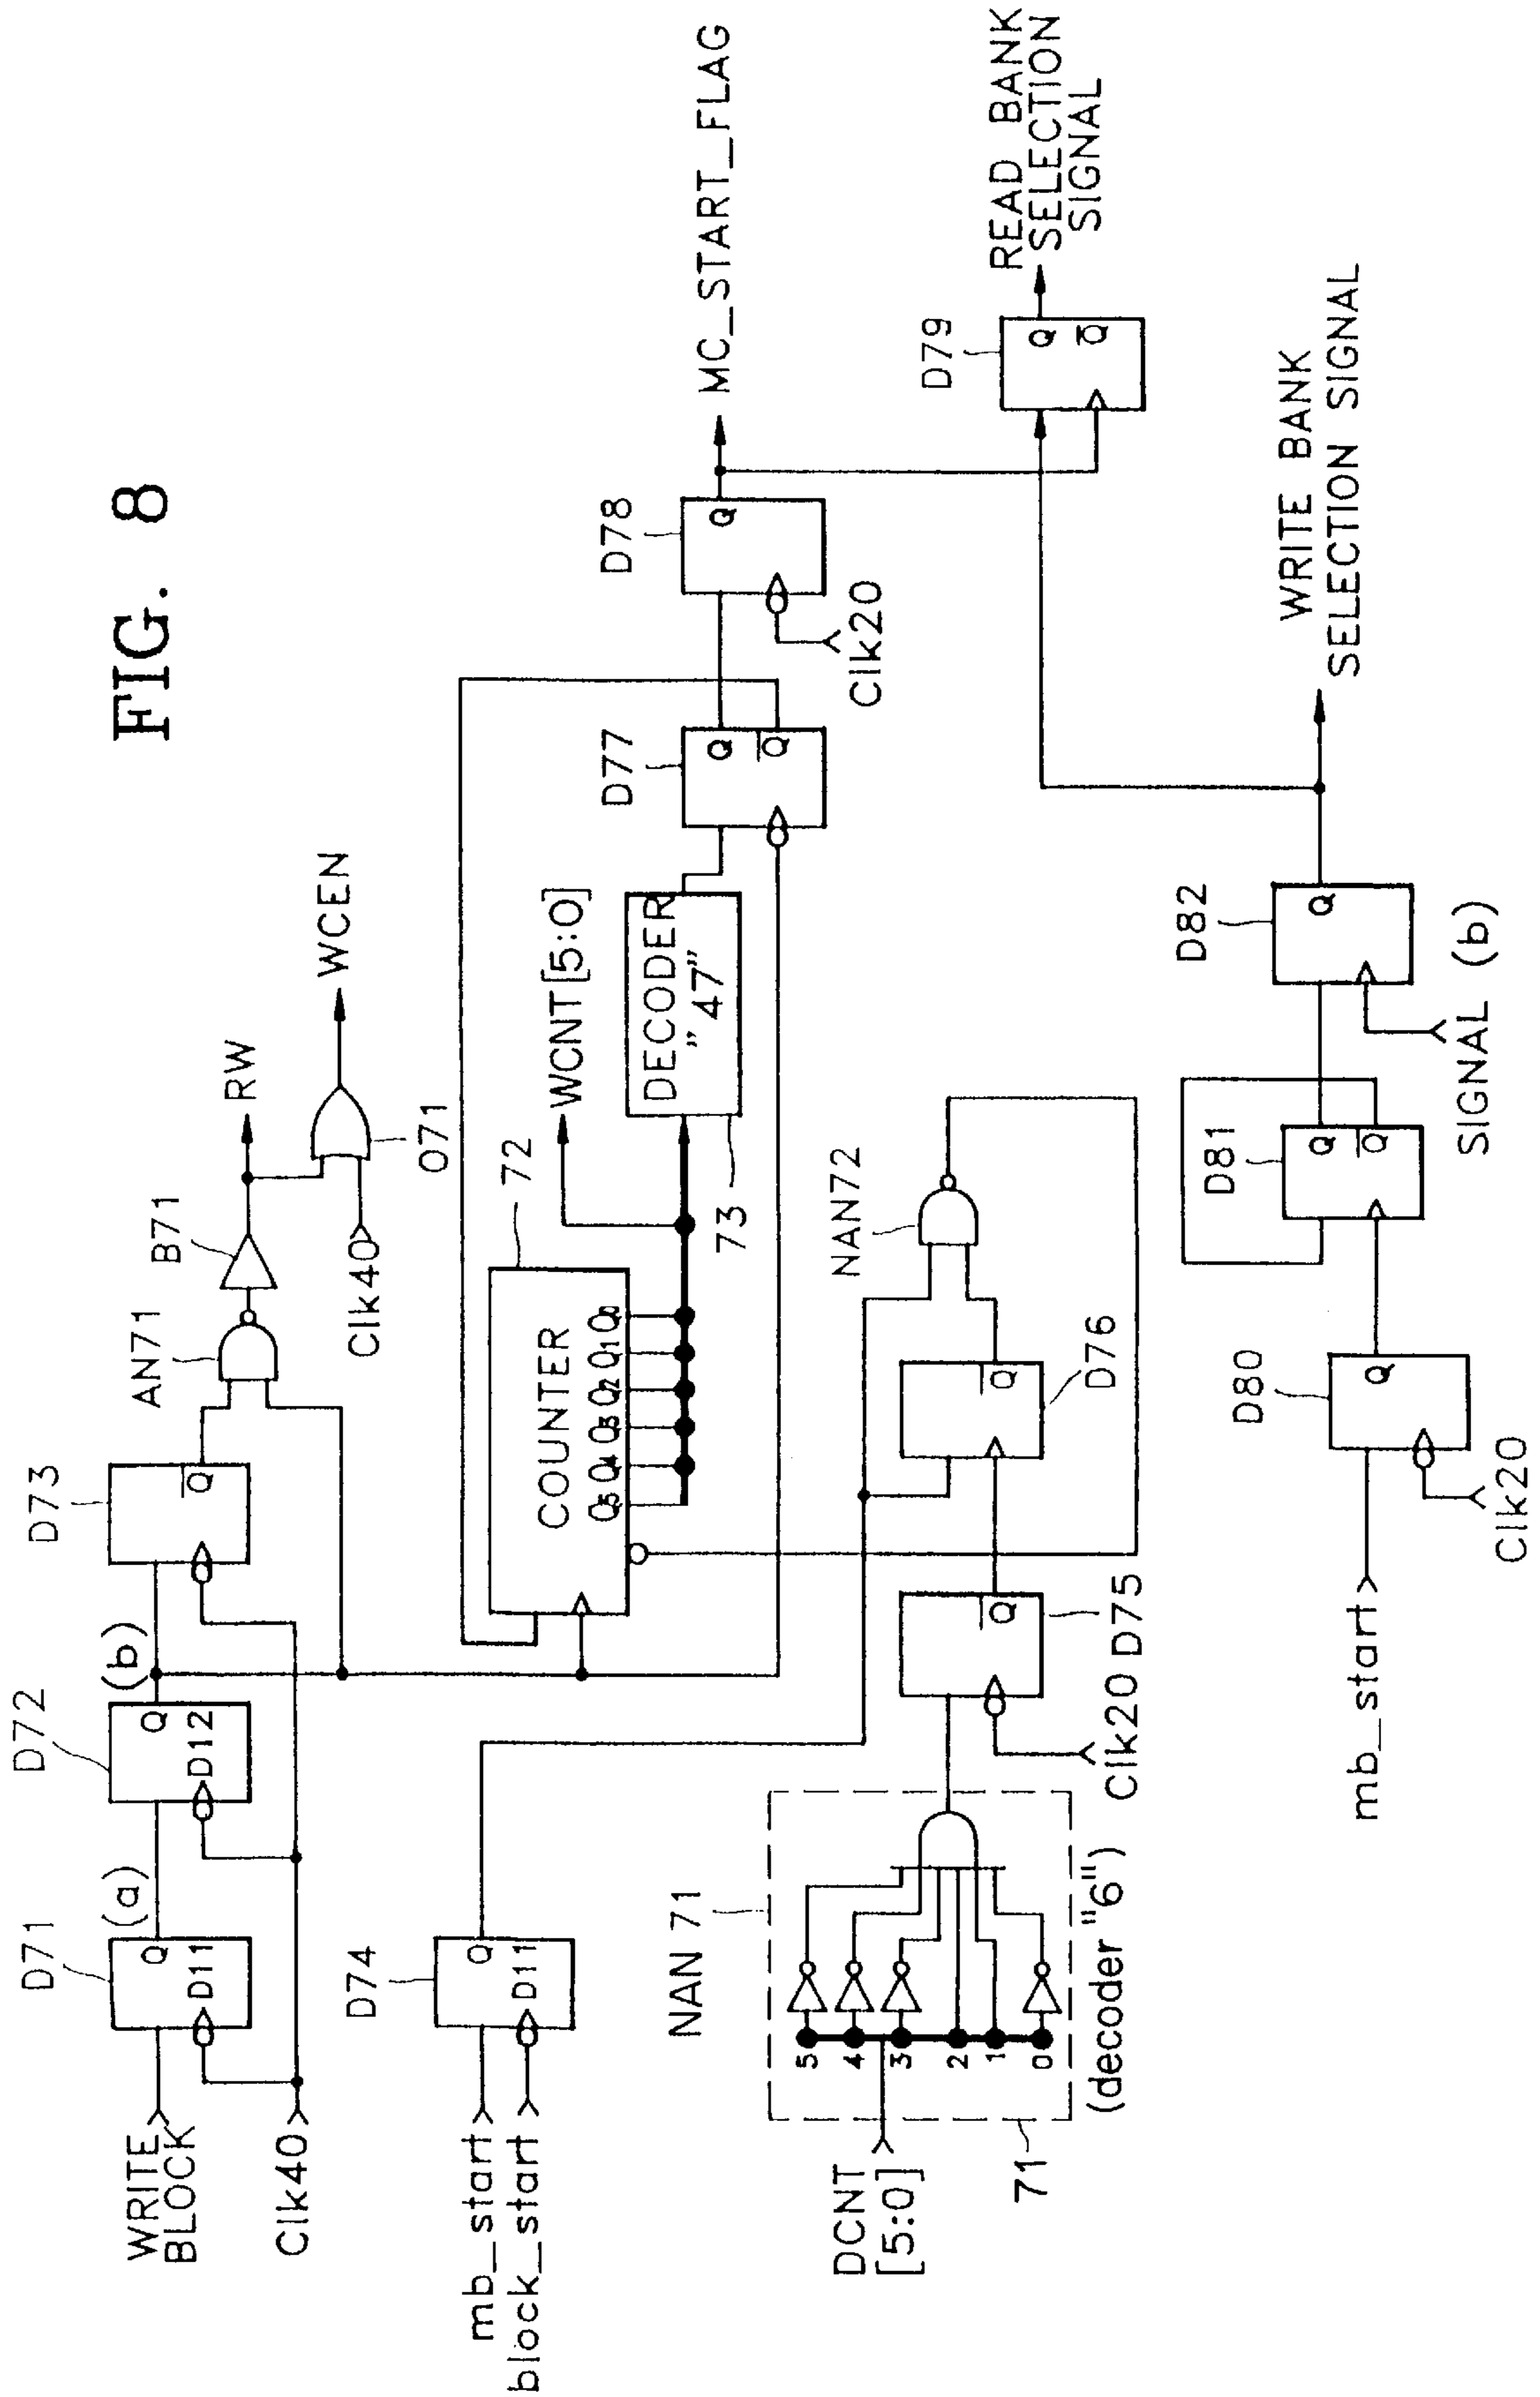 FIG. 8
WRITE
BLOCK
Clk40
D71
Q
D11
(a)
D72
Q
D12
(b)
D73
Q
AN71
B71
RW
Clk40
O71
WCEN
mb_start
block_start
D74
Q
D11
COUNTER
Q5 Q4 Q3 Q2 Q1 Q0
72
WCNT[5:0]
DECODER
"47"
73
D77
Q
Q
D78
Q
Clk20
MC_START_FLAG
DCNT
[5:0]
71
NAN 71
5
4
3
2
1
0
(decoder "6")
Clk20
D75
Q
D76
Q
NAN72
D79
Q
Q
READ BANK
SELECTION
SIGNAL
mb_start
Clk20
D80
Q
D81
Q
Q
D82
Q
SIGNAL (b)
WRITE BANK
SELECTION SIGNAL